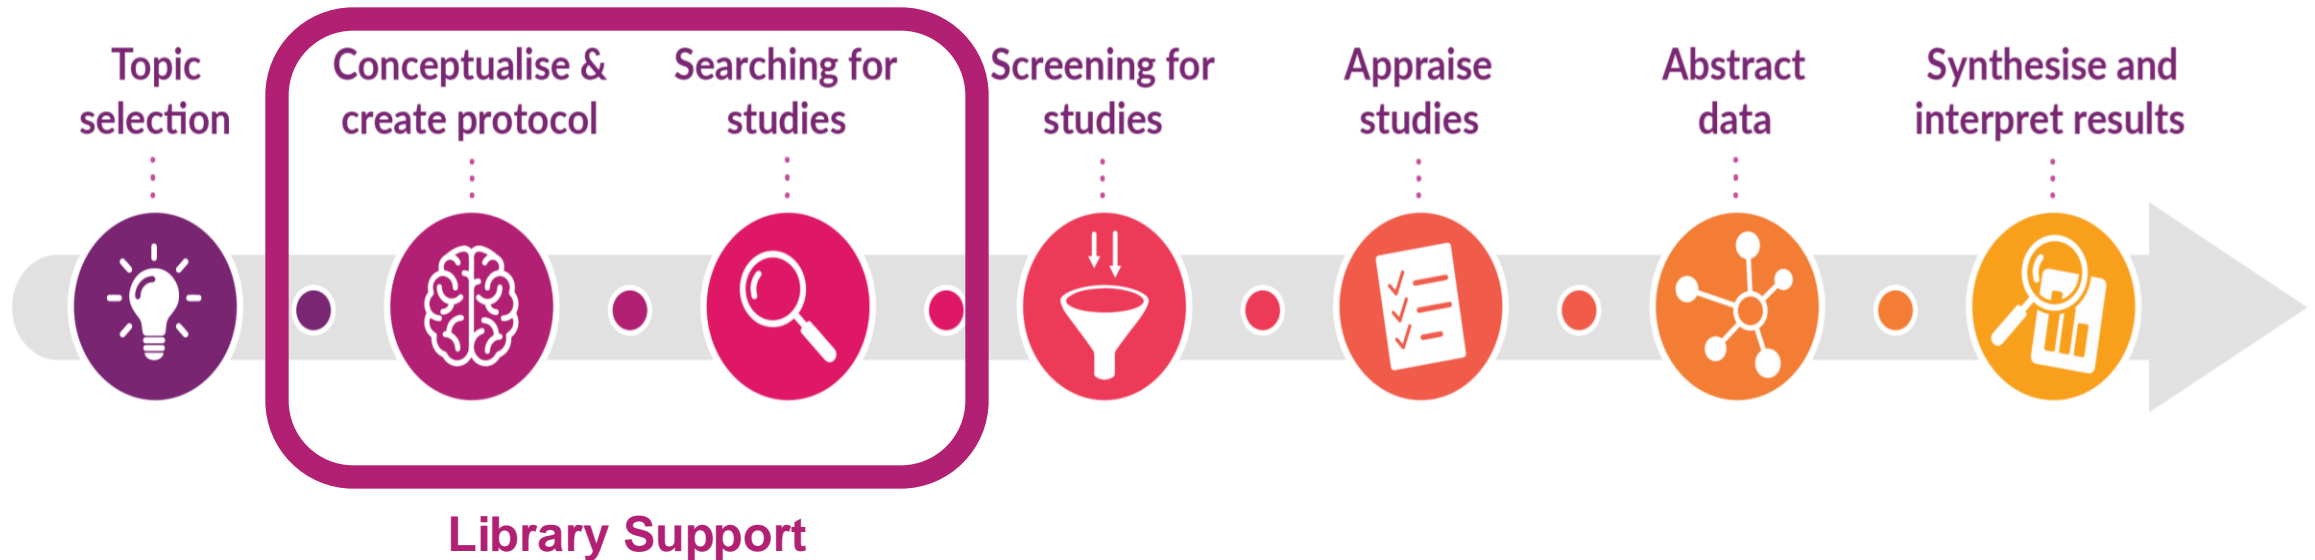 Topic
selection
Conceptualise &
create protocol
Searching for
studies
Screening for
studies
Appraise
studies
Abstract
data
Synthesise and
interpret results
Library Support